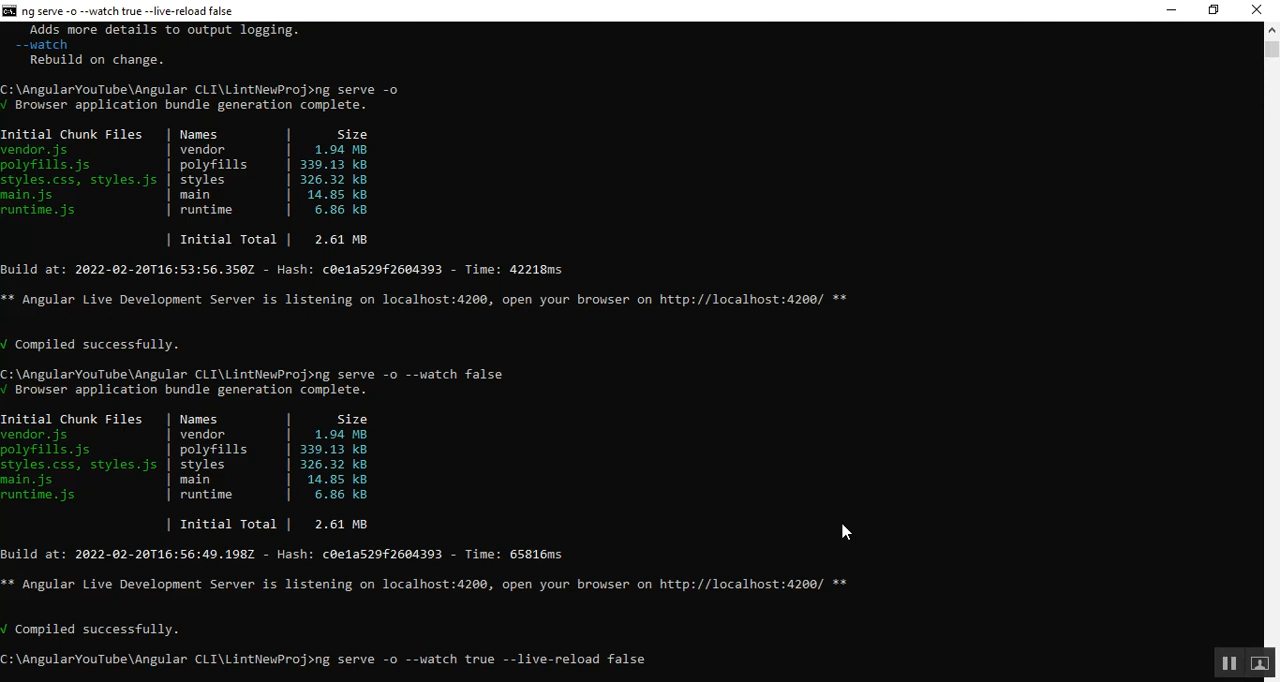 ng serve -o --watch true --live-reload false
Adds more details to output logging.
--watch
Rebuild on change.
C:\AngularYouTube\Angular CLI\LintNewProj>ng serve -o
√ Browser application bundle generation complete.
Initial Chunk Files | Names | Size
vendor.js | vendor | 1.94 MB
polyfills.js | polyfills | 339.13 kB
styles.css, styles.js | styles | 326.32 kB
main.js | main | 14.85 kB
runtime.js | runtime | 6.86 kB
| Initial Total | 2.61 MB
Build at: 2022-02-20T16:53:56.350Z - Hash: c0e1a529f2604393 - Time: 42218ms
** Angular Live Development Server is listening on localhost:4200, open your browser on http://localhost:4200/ **
√ Compiled successfully.
C:\AngularYouTube\Angular CLI\LintNewProj>ng serve -o --watch false
√ Browser application bundle generation complete.
Initial Chunk Files | Names | Size
vendor.js | vendor | 1.94 MB
polyfills.js | polyfills | 339.13 kB
styles.css, styles.js | styles | 326.32 kB
main.js | main | 14.85 kB
runtime.js | runtime | 6.86 kB
| Initial Total | 2.61 MB
Build at: 2022-02-20T16:56:49.198Z - Hash: c0e1a529f2604393 - Time: 65816ms
** Angular Live Development Server is listening on localhost:4200, open your browser on http://localhost:4200/ **
√ Compiled successfully.
C:\AngularYouTube\Angular CLI\LintNewProj>ng serve -o --watch true --live-reload false